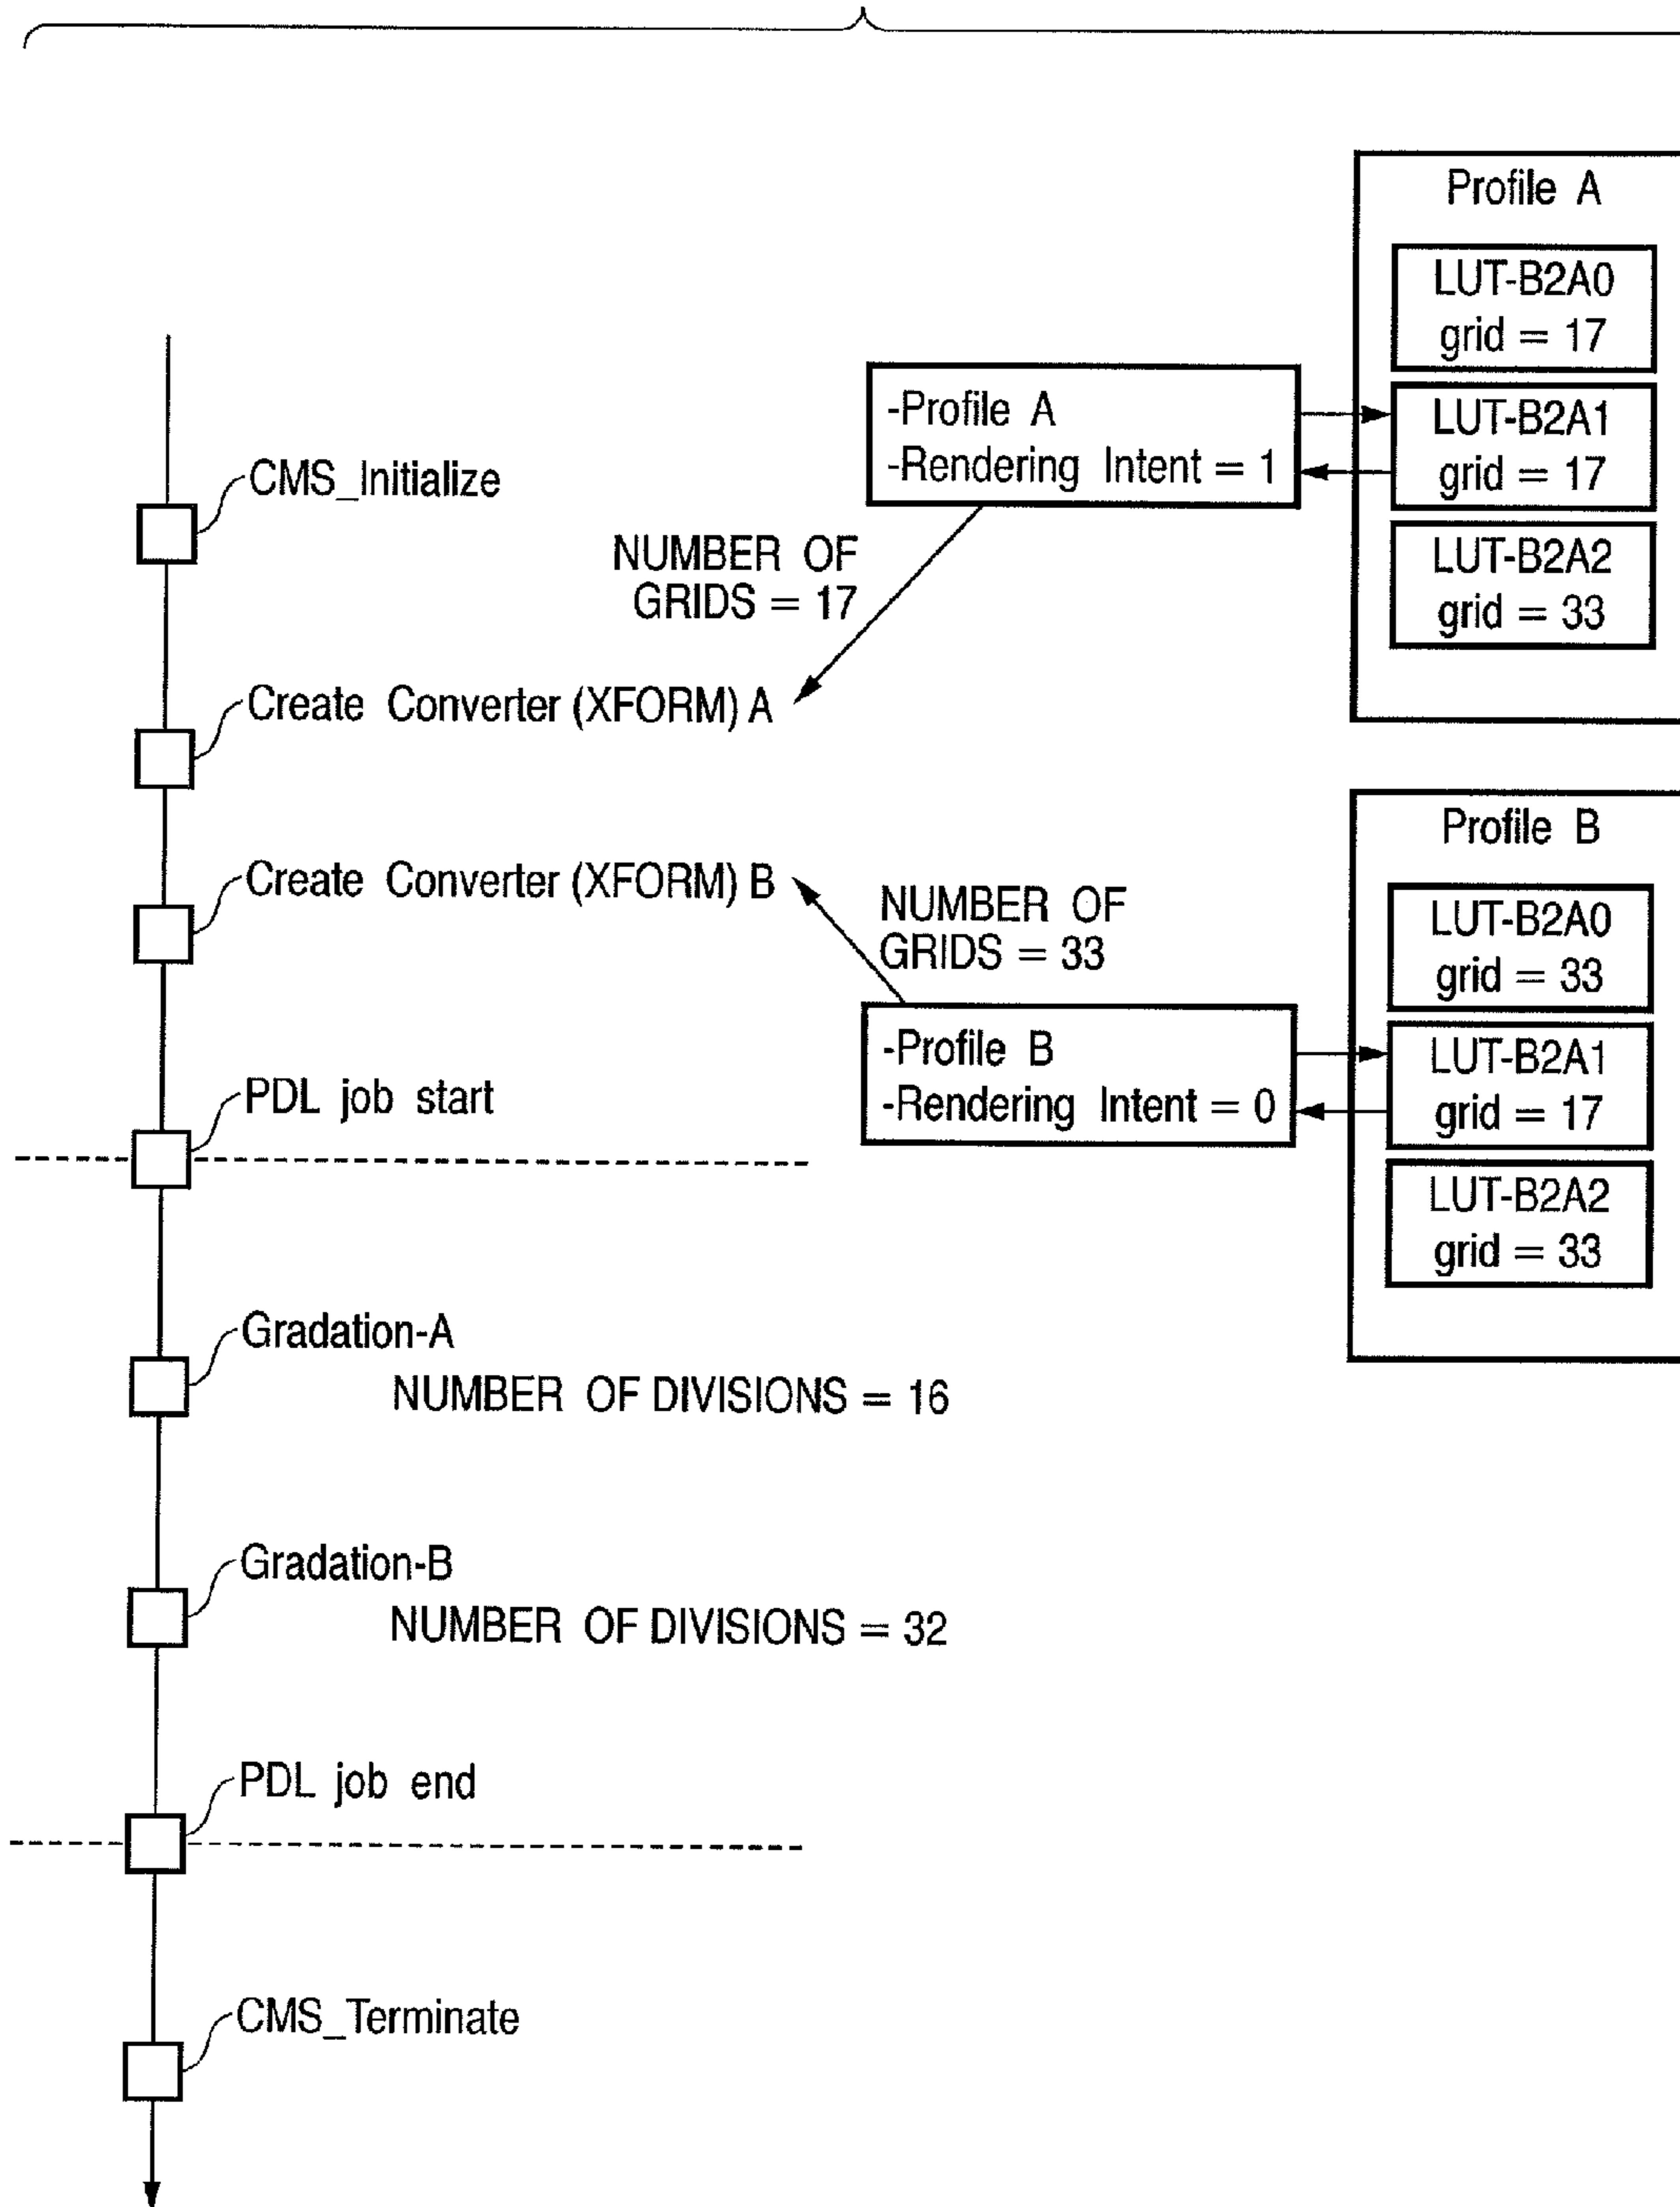 Profile A
LUT-B2A0
grid = 17
-Profile A
-Rendering Intent = 1
LUT-B2A1
grid = 17
CMS_Initialize
NUMBER OF
GRIDS = 17
LUT-B2A2
grid = 33
Create Converter (XFORM) A
Profile B
Create Converter (XFORM) B
NUMBER OF
GRIDS = 33
LUT-B2A0
grid = 33
-Profile B
-Rendering Intent = 0
LUT-B2A1
grid = 17
PDL job start
LUT-B2A2
grid = 33
Gradation-A
NUMBER OF DIVISIONS = 16
Gradation-B
NUMBER OF DIVISIONS = 32
PDL job end
CMS_Terminate